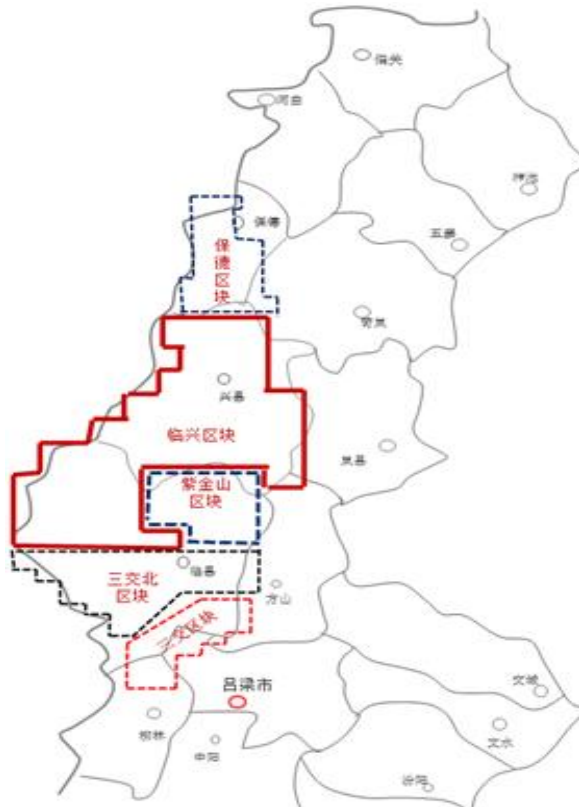 偏关
河曲
神池
保德
五寨
保德区块
岢岚
兴县
临兴区块
岚县
紫金山
区块
临县
三交北
区块
方山
三交区块
吕梁市
交城
柳林
文水
中阳
汾阳